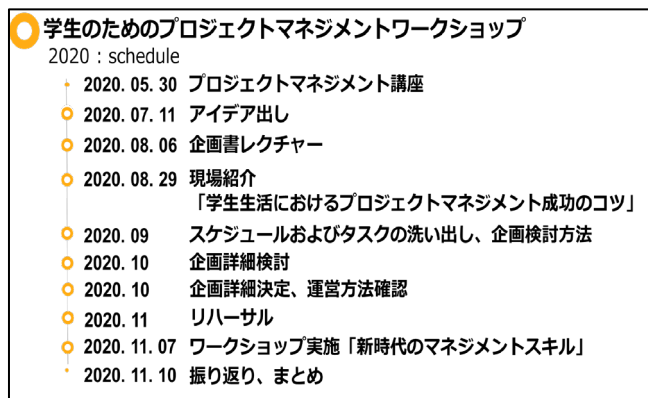 学生のためのプロジェクトマネジメントワークショップ
2020 : schedule
2020. 05. 30 プロジェクトマネジメント講座
2020. 07. 11 アイデア出し
2020. 08. 06 企画書レクチャー
2020. 08. 29 現場紹介
「学生生活におけるプロジェクトマネジメント成功のコツ」
2020. 09 スケジュールおよびタスクの洗い出し、企画検討方法
2020. 10 企画詳細検討
2020. 10 企画詳細決定、運営方法確認
2020. 11 リハーサル
2020. 11. 07 ワークショップ実施「新時代のマネジメントスキル」
2020. 11. 10 振り返り、まとめ